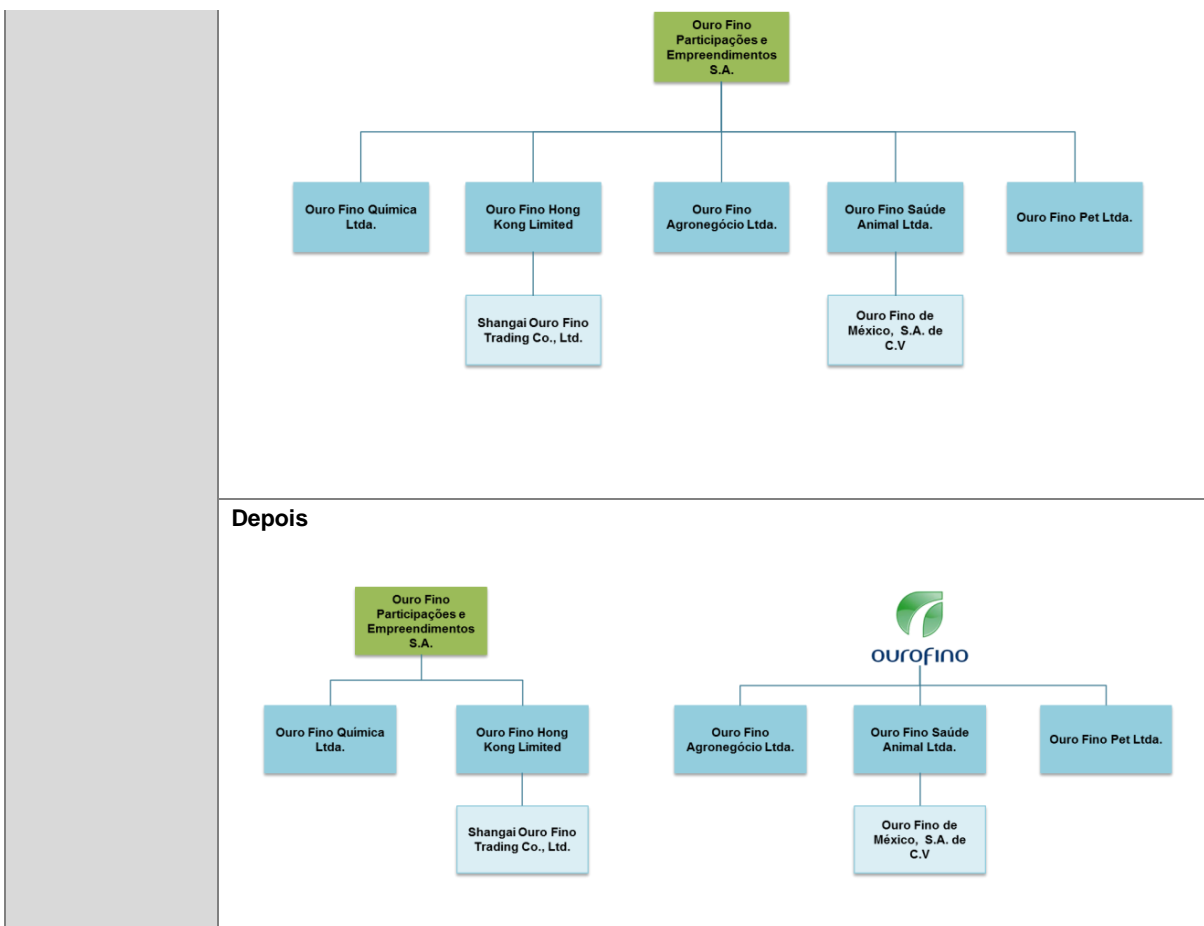 Ouro Fino
Participações e
Empreendimentos
S.A.
Ouro Fino Química
Ltda.
Ouro Fino Hong
Kong Limited
Ouro Fino
Agronegócio Ltda.
Ouro Fino Saúde
Animal Ltda.
Ouro Fino Pet Ltda.
Shangai Ouro Fino
Trading Co., Ltd.
Ouro Fino de
México, S.A. de
C.V
Depois
Ouro Fino
Participações e
Empreendimentos
S.A.
ourofino
Ouro Fino Química
Ltda.
Ouro Fino Hong
Kong Limited
Ouro Fino
Agronegócio Ltda.
Ouro Fino Saúde
Animal Ltda.
Ouro Fino Pet Ltda.
Shangai Ouro Fino
Trading Co., Ltd.
Ouro Fino de
México, S.A. de
C.V